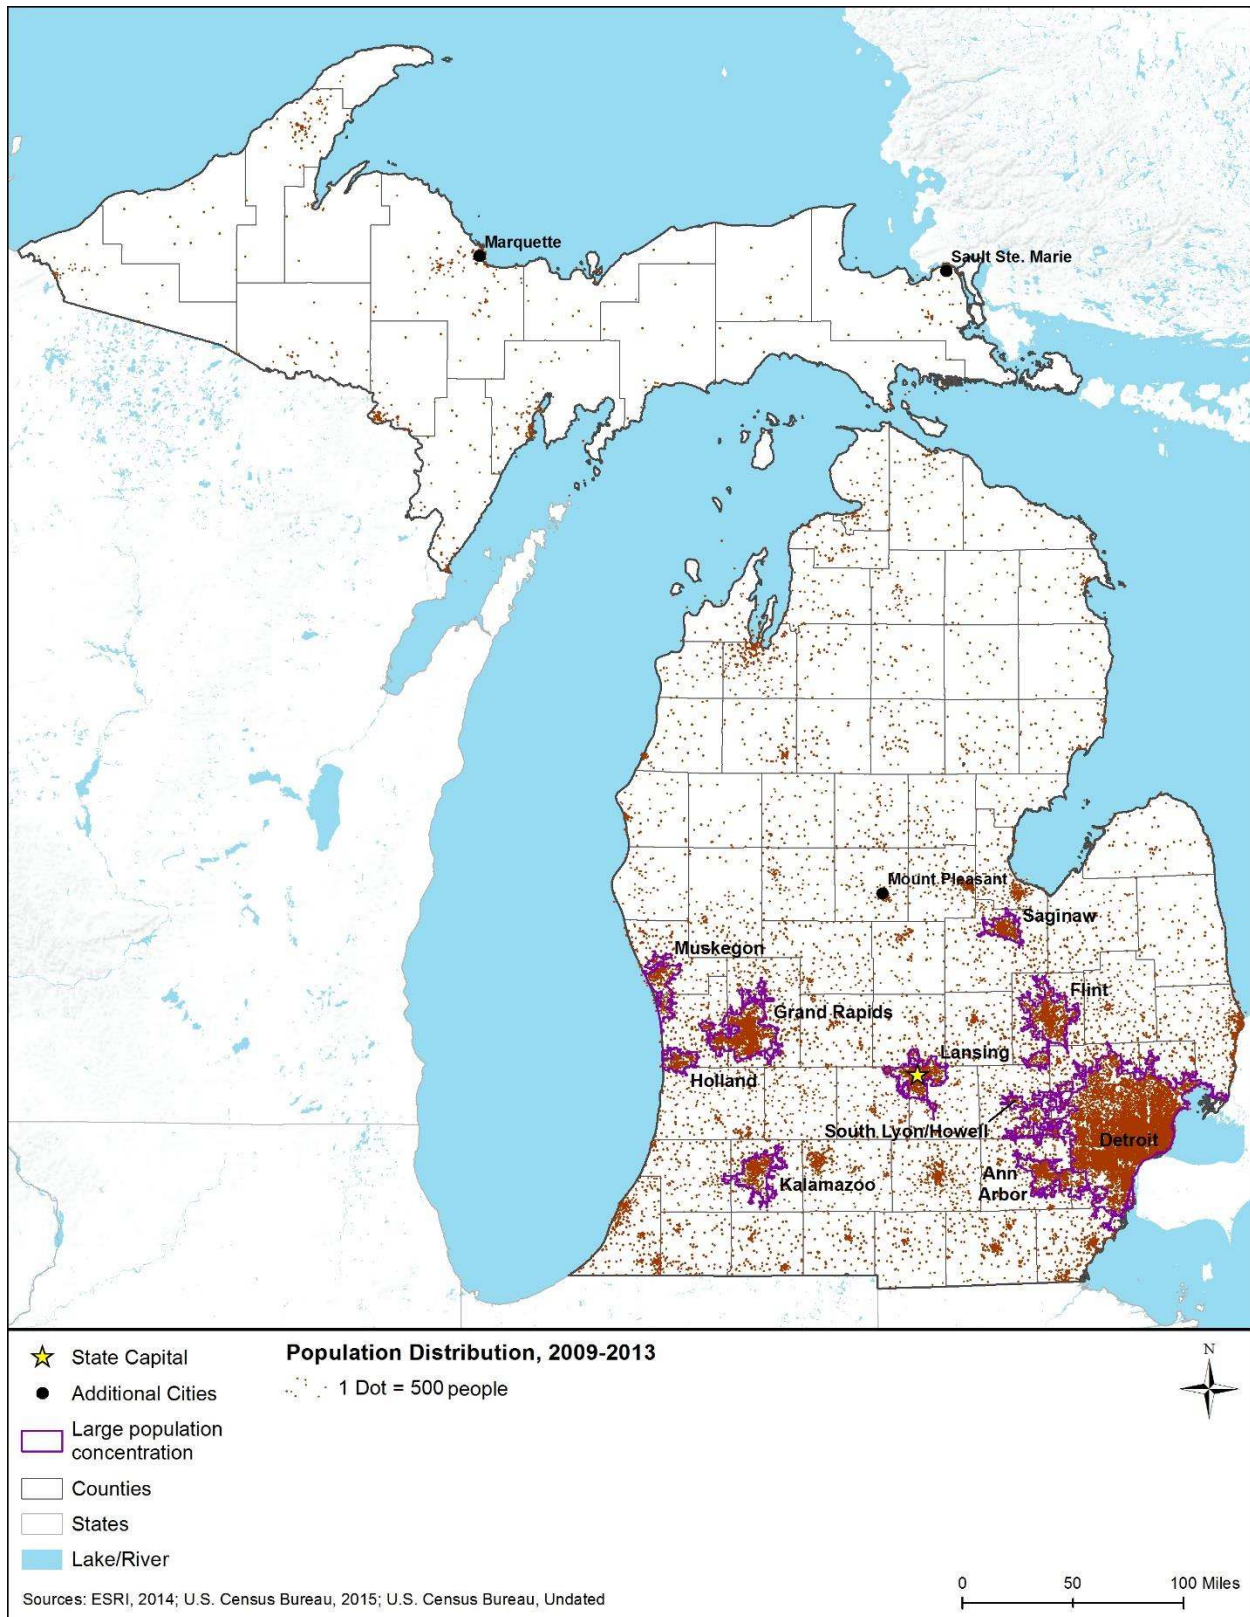 Marquette
Sault Ste. Marie
Mount Pleasant
Saginaw
Muskegon
Flint
Grand Rapids
Lansing
Holland
South Lyon/Howell
Detroit
Ann
Arbor
Kalamazoo
State Capital
Additional Cities
Large population
concentration
Counties
States
Lake/River
Population Distribution, 2009-2013
1 Dot = 500 people
N
0 50 100 Miles
Sources: ESRI, 2014; U.S. Census Bureau, 2015; U.S. Census Bureau, Undated